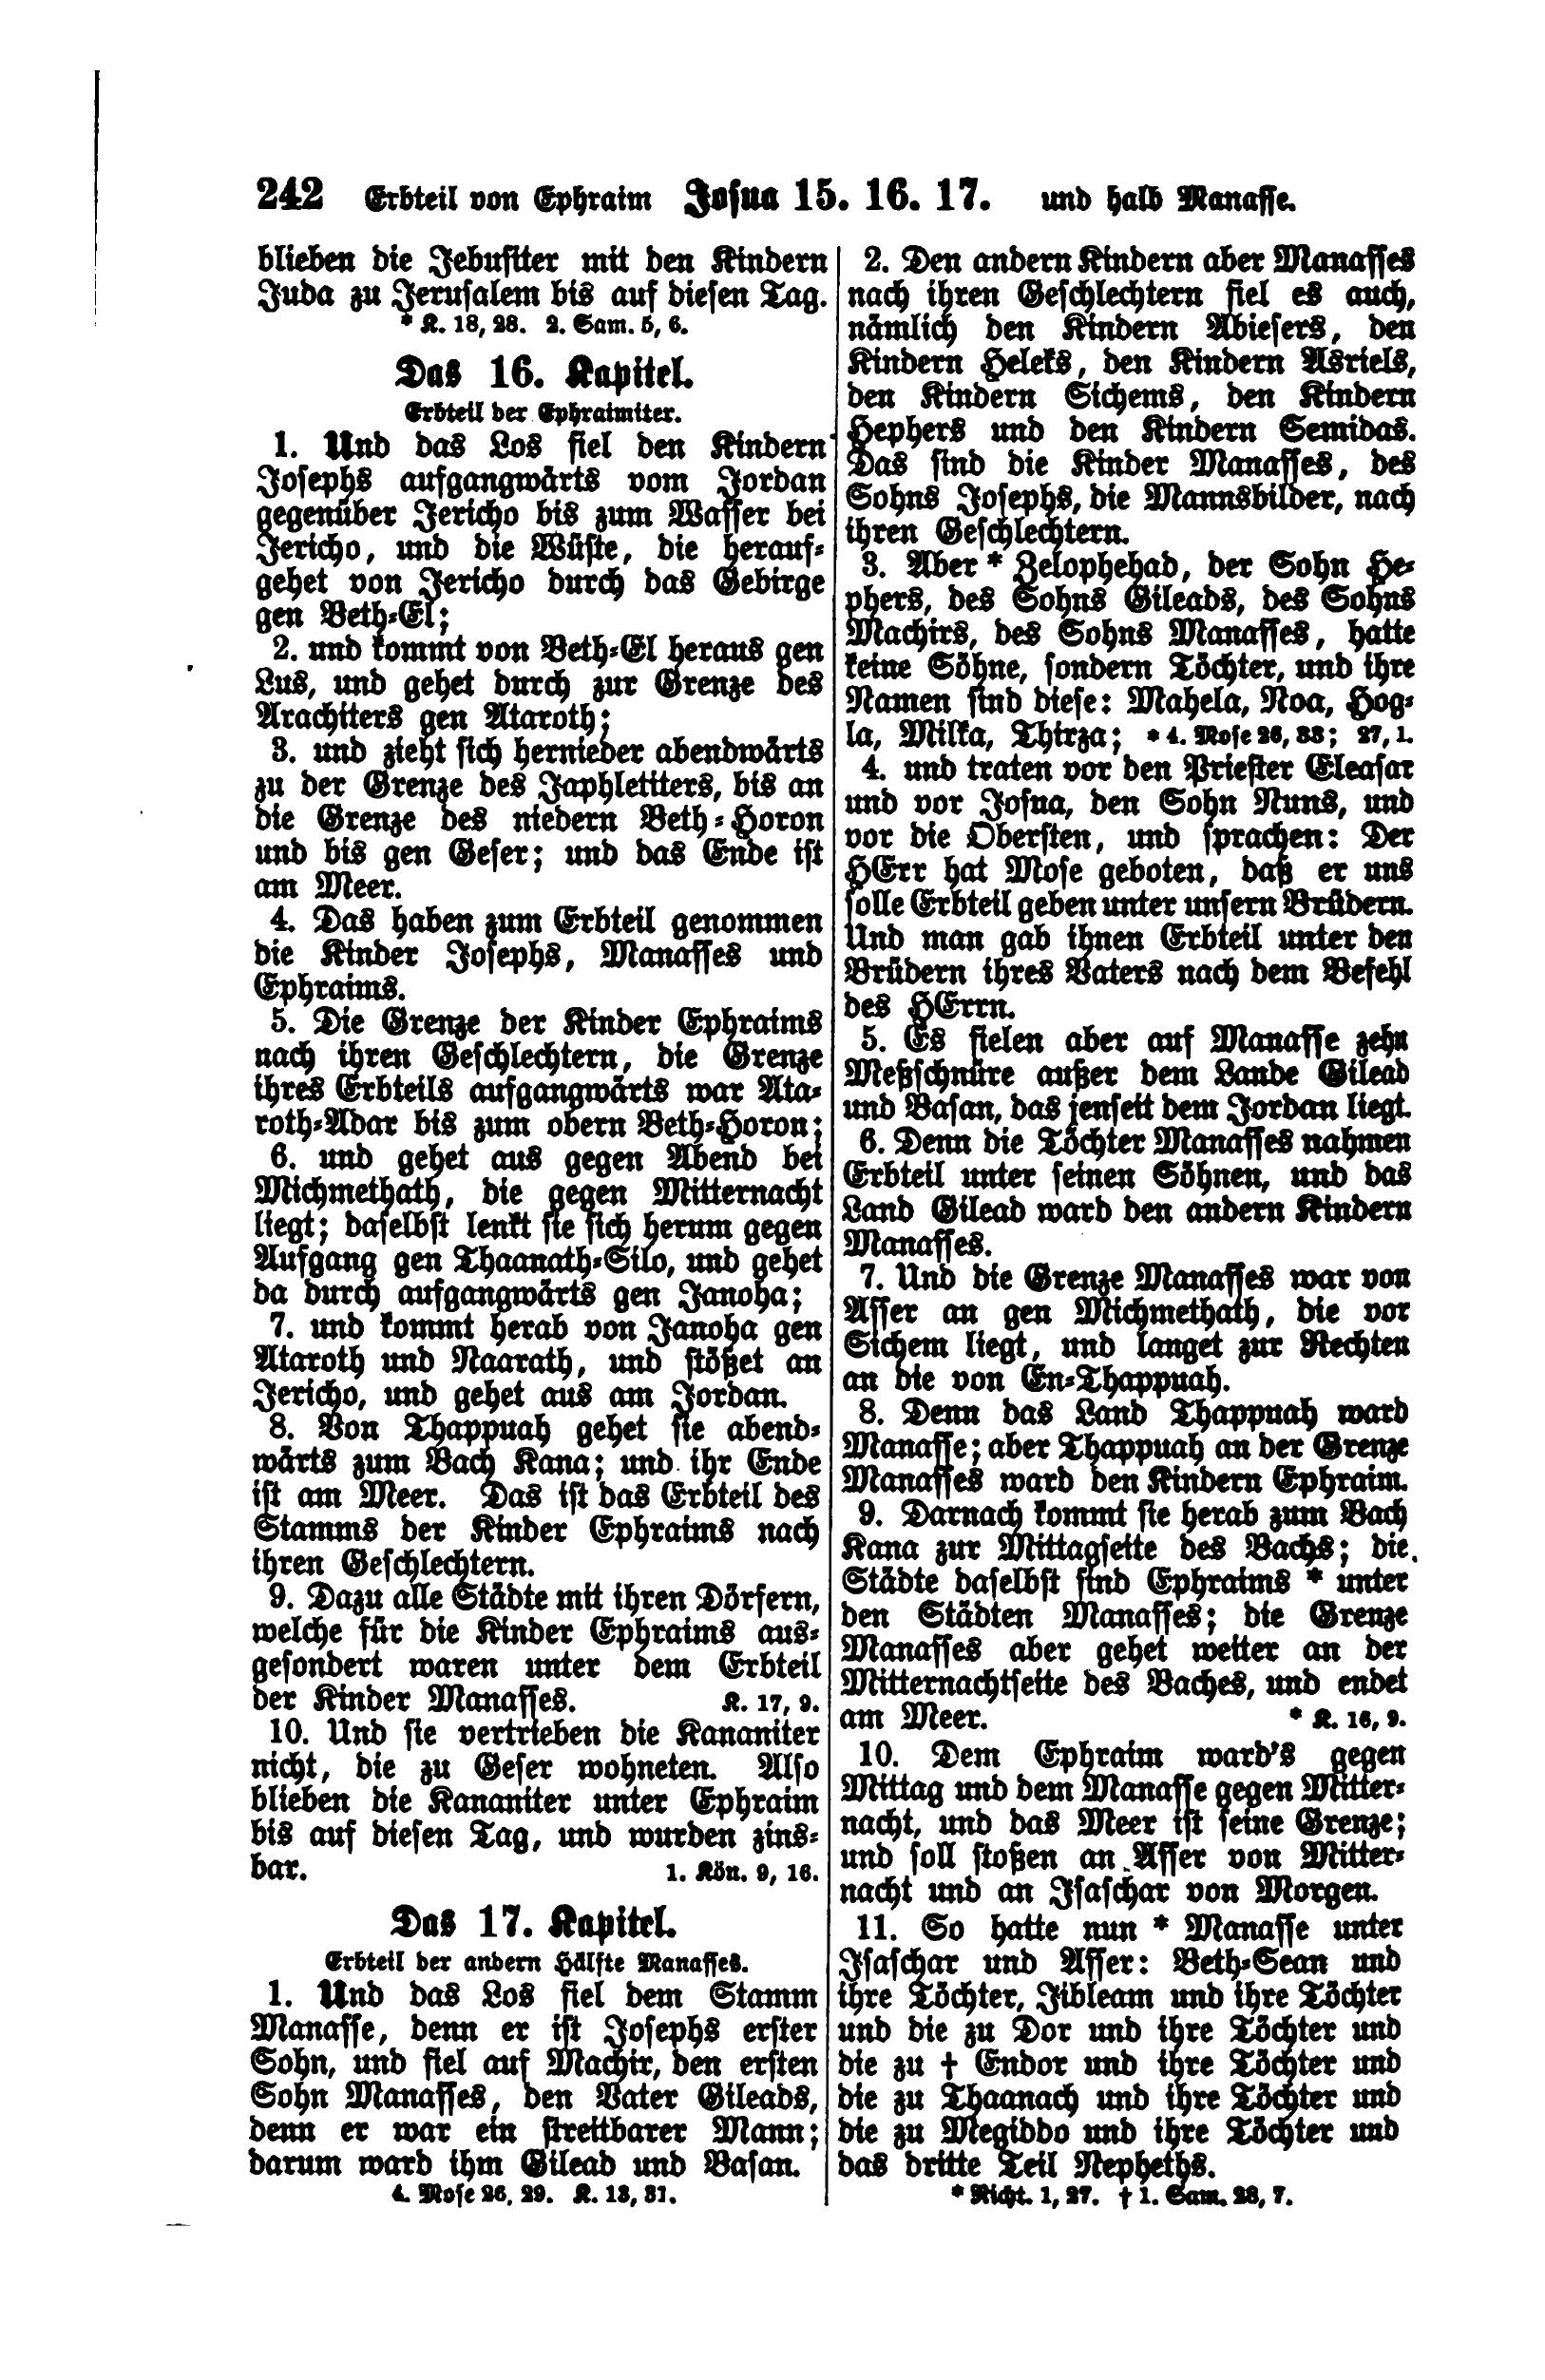 242 Erbteil von Ephraim Josua 15. 16. 17. und halb Manasse.
blieben die Jebusiter mit den Kindern
Juda zu Jerusalem bis auf diesen Tag.
* K. 18, 28. 2. Sam. 5, 6.
Das 16. Kapitel.
Erbteil der Ephraimiter.
1. Und das Los fiel den Kindern
Josephs aufgangwärts vom Jordan
gegenüber Jericho bis zum Wasser bei
Jericho, und die Wüste, die herauf-
gehet von Jericho durch das Gebirge
gen Beth-El;
2. und kommt von Beth-El heraus gen
Lus, und gehet durch zur Grenze des
Arachiters gen Ataroth;
3. und zieht sich hernieder abendwärts
zu der Grenze des Japhletiters, bis an
die Grenze des niedern Beth-Horon
und bis gen Geser; und das Ende ist
am Meer.
4. Das haben zum Erbteil genommen
die Kinder Josephs, Manasses und
Ephraims.
5. Die Grenze der Kinder Ephraims
nach ihren Geschlechtern, die Grenze
ihres Erbteils aufgangwärts war Ata-
roth-Adar bis zum obern Beth-Horon;
6. und gehet aus gegen Abend bei
Michmethath, die gegen Mitternacht
liegt; daselbst lenkt sie sich herum gegen
Aufgang gen Thaanath-Silo, und gehet
da durch aufgangwärts gen Janoha;
7. und kommt herab von Janoha gen
Ataroth und Naarath, und stößet an
Jericho, und gehet aus am Jordan.
8. Von Thappuah gehet sie abend-
wärts zum Bach Kana; und ihr Ende
ist am Meer. Das ist das Erbteil des
Stamms der Kinder Ephraims nach
ihren Geschlechtern.
9. Dazu alle Städte mit ihren Dörfern,
welche für die Kinder Ephraims aus-
gesondert waren unter dem Erbteil
der Kinder Manasses. K. 17, 9.
10. Und sie vertrieben die Kananiter
nicht, die zu Geser wohneten. Also
blieben die Kananiter unter Ephraim
bis auf diesen Tag, und wurden zins-
bar. 1. Kön. 9, 16.
Das 17. Kapitel.
Erbteil der andern Hälfte Manasses.
1. Und das Los fiel dem Stamm
Manasse, denn er ist Josephs erster
Sohn, und fiel auf Machir, den ersten
Sohn Manasses, den Vater Gileads,
denn er war ein streitbarer Mann;
darum ward ihm Gilead und Basan.
4. Mose 26, 29. K. 13, 31.
2. Den andern Kindern aber Manasses
nach ihren Geschlechtern fiel es auch,
nämlich den Kindern Abiesers, den
Kindern Heleks, den Kindern Asriels,
den Kindern Sichems, den Kindern
Hephers und den Kindern Semidas.
Das sind die Kinder Manasses, des
Sohns Josephs, die Mannsbilder, nach
ihren Geschlechtern.
3. Aber * Zelophehad, der Sohn He-
phers, des Sohns Gileads, des Sohns
Machirs, des Sohns Manasses, hatte
keine Söhne, sondern Töchter, und ihre
Namen sind diese: Mahela, Noa, Hog-
la, Milka, Thirza; * 4. Mose 26, 33; 27, 1.
4. und traten vor den Priester Eleasar
und vor Josua, den Sohn Nuns, und
vor die Obersten, und sprachen: Der
HErr hat Mose geboten, daß er uns
solle Erbteil geben unter unsern Brüdern.
Und man gab ihnen Erbteil unter den
Brüdern ihres Vaters nach dem Befehl
des HErrn.
5. Es fielen aber auf Manasse zehn
Meßschnüre außer dem Lande Gilead
und Basan, das jenseit dem Jordan liegt.
6. Denn die Töchter Manasses nahmen
Erbteil unter seinen Söhnen, und das
Land Gilead ward den andern Kindern
Manasses.
7. Und die Grenze Manasses war von
Asser an gen Michmethath, die vor
Sichem liegt, und langet zur Rechten
an die von En-Thappuah.
8. Denn das Land Thappuah ward
Manasse; aber Thappuah an der Grenze
Manasses ward den Kindern Ephraim.
9. Darnach kommt sie herab zum Bach
Kana zur Mittagseite des Bachs; die
Städte daselbst sind Ephraims * unter
den Städten Manasses; die Grenze
Manasses aber gehet weiter an der
Mitternachtseite des Baches, und endet
am Meer. * K. 16, 9.
10. Dem Ephraim ward's gegen
Mittag und dem Manasse gegen Mitter-
nacht, und das Meer ist seine Grenze;
und soll stoßen an Asser von Mitter-
nacht und an Isaschar von Morgen.
11. So hatte nun * Manasse unter
Isaschar und Asser: Beth-Sean und
ihre Töchter, Jibleam und ihre Töchter
und die zu Dor und ihre Töchter und
die zu † Endor und ihre Töchter und
die zu Thaanach und ihre Töchter und
die zu Megiddo und ihre Töchter und
das dritte Teil Nepheths.
* Richt. 1, 27. † 1. Sam. 28, 7.